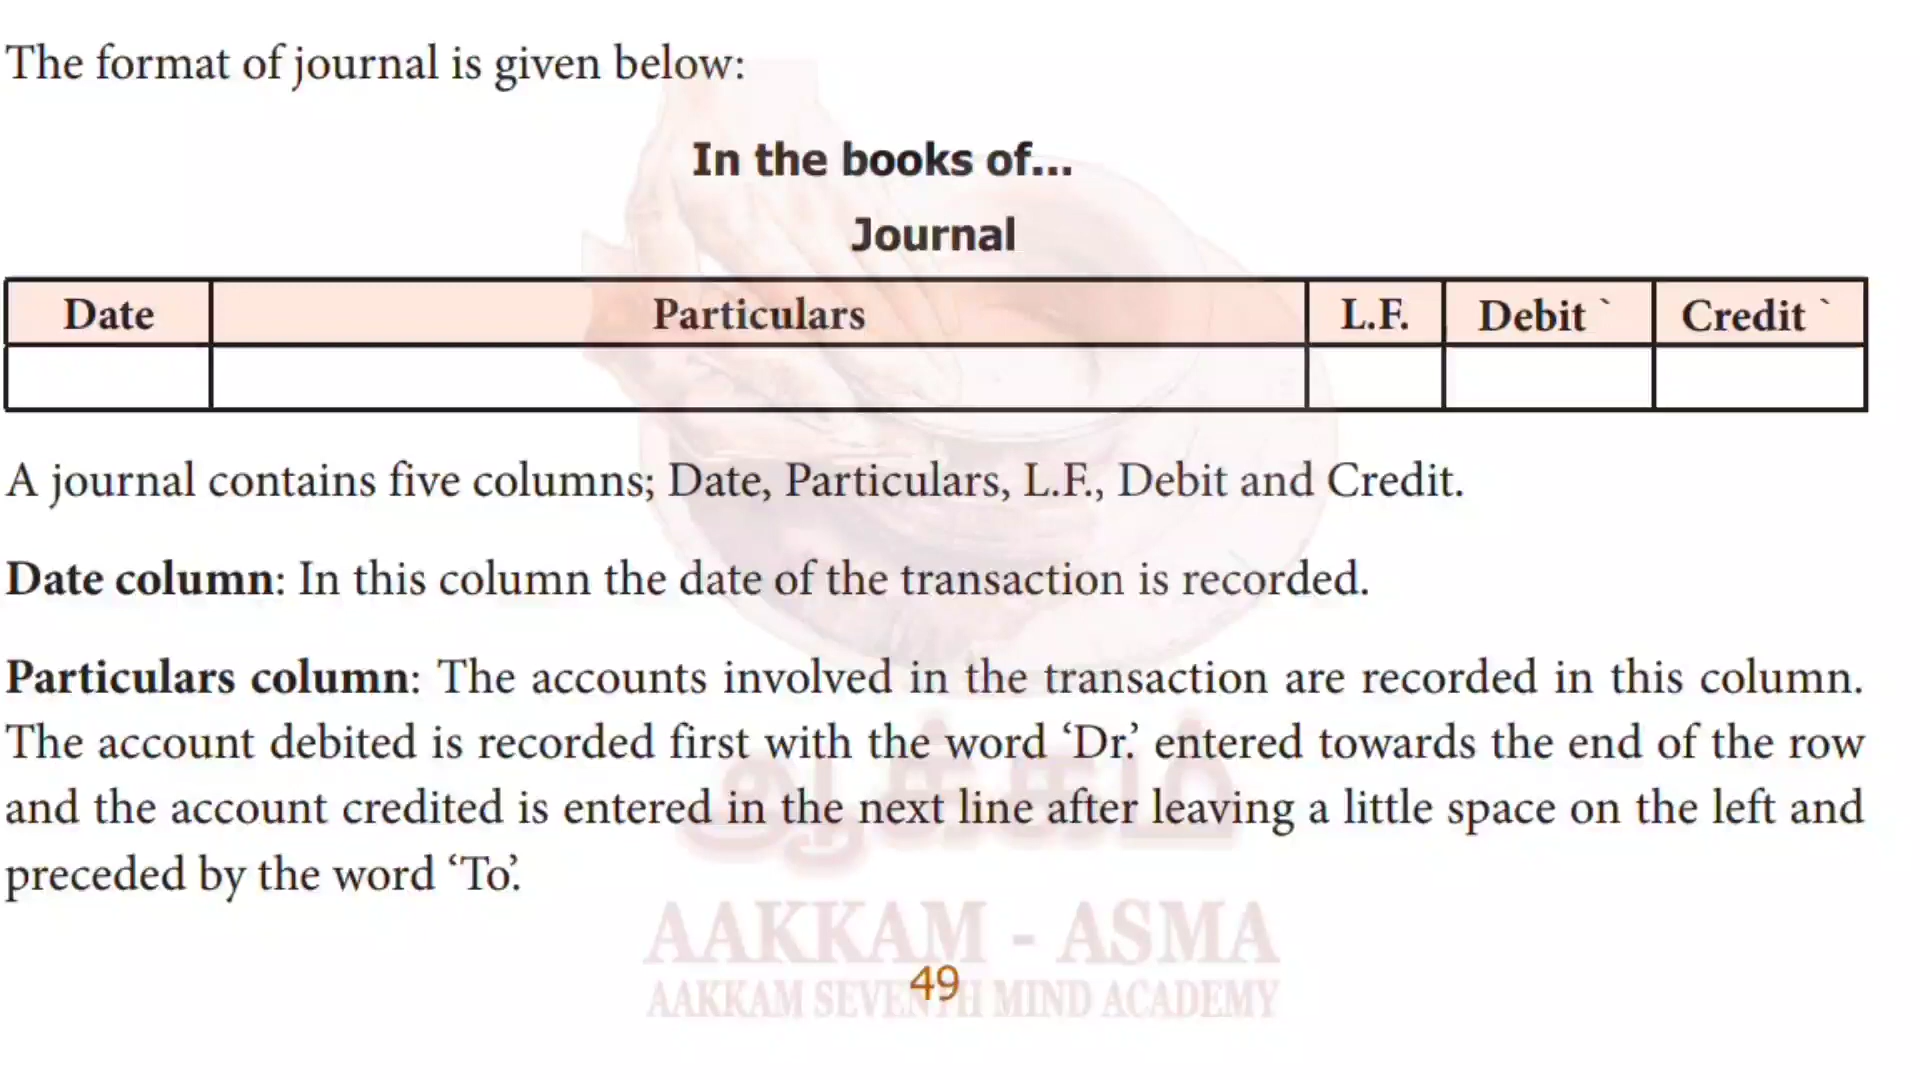 The format of journal is given below:
In the books of...
Journal
Date Particulars L.F. Debit ` Credit `
A journal contains five columns; Date, Particulars, L.F., Debit and Credit.
Date column: In this column the date of the transaction is recorded.
Particulars column: The accounts involved in the transaction are recorded in this column.
The account debited is recorded first with the word ‘Dr.’ entered towards the end of the row
and the account credited is entered in the next line after leaving a little space on the left and
preceded by the word ‘To’.
ஆக்கம்
AAKKAM - ASMA
49
AAKKAM SEVENTH MIND ACADEMY